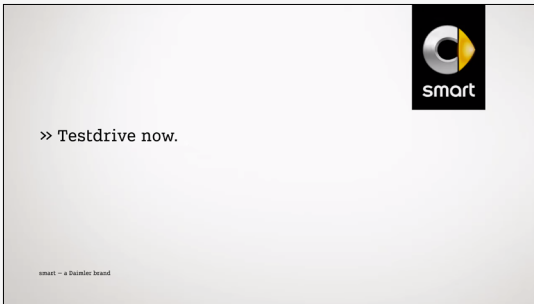 smart
>> Testdrive now.
smart – a Daimler brand